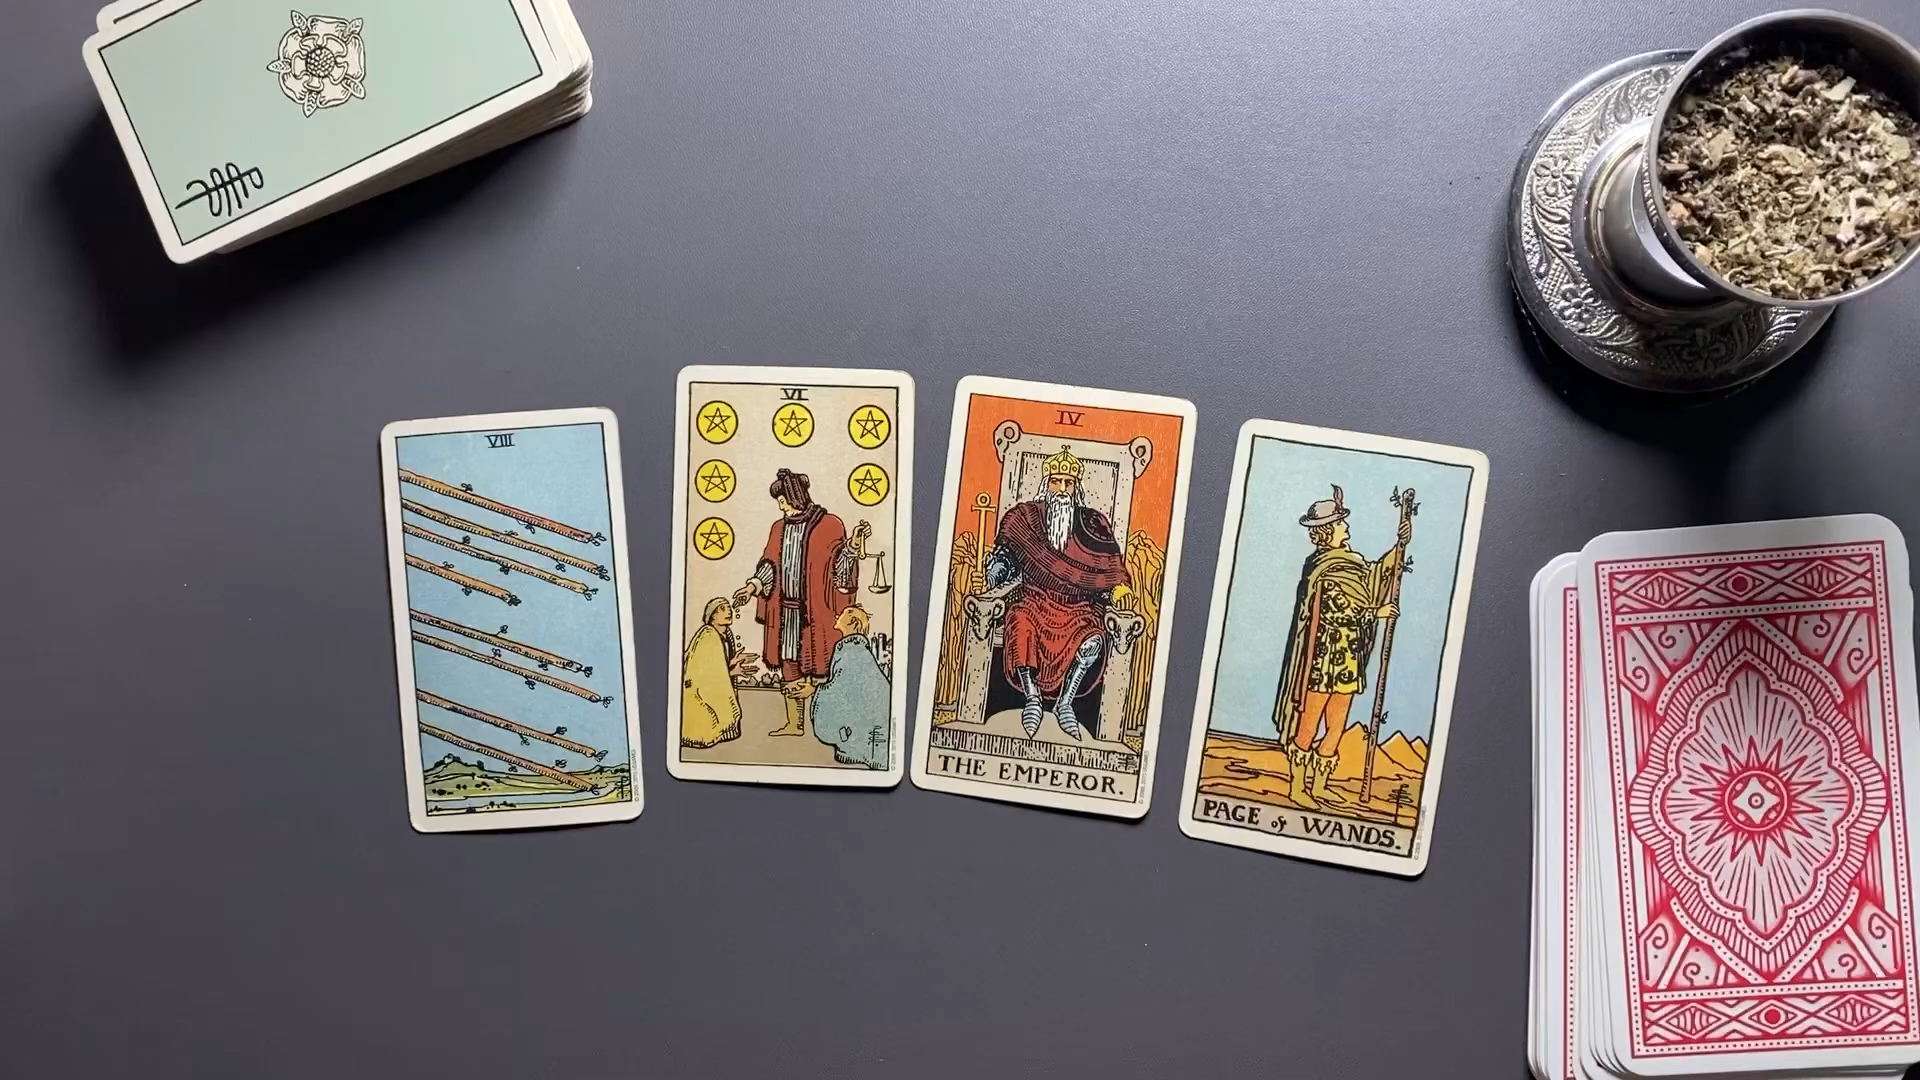 VIII
VI
IV
THE EMPEROR.
PAGE of WANDS.